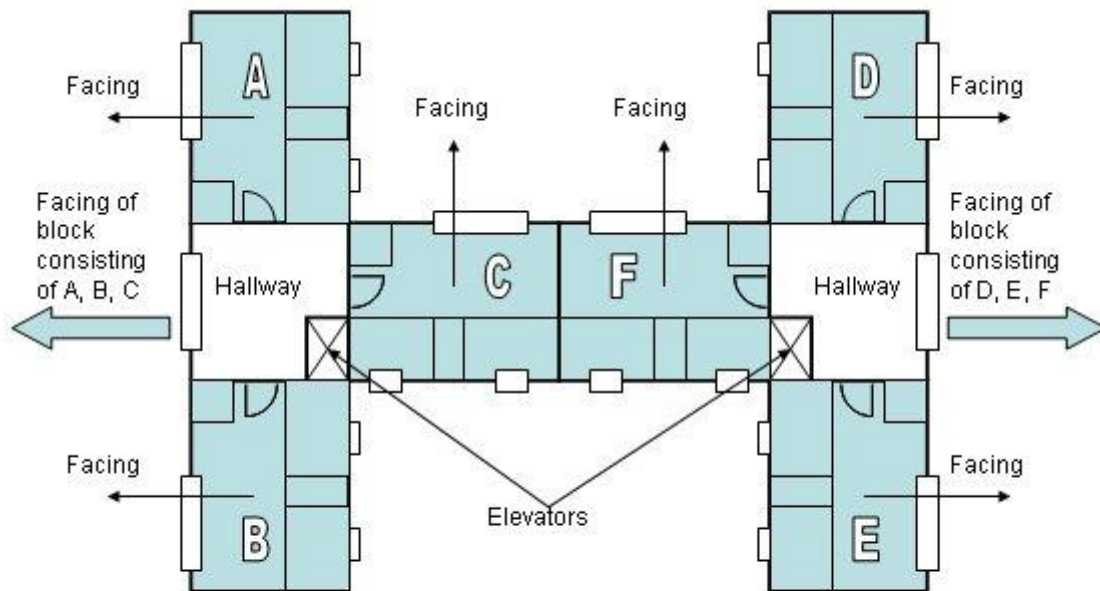 A
D
Facing
Facing
Facing
Facing
Facing of
block
consisting
of A, B, C
Hallway
C
F
Hallway
Facing of
block
consisting
of D, E, F
Facing
Facing
Elevators
B
E